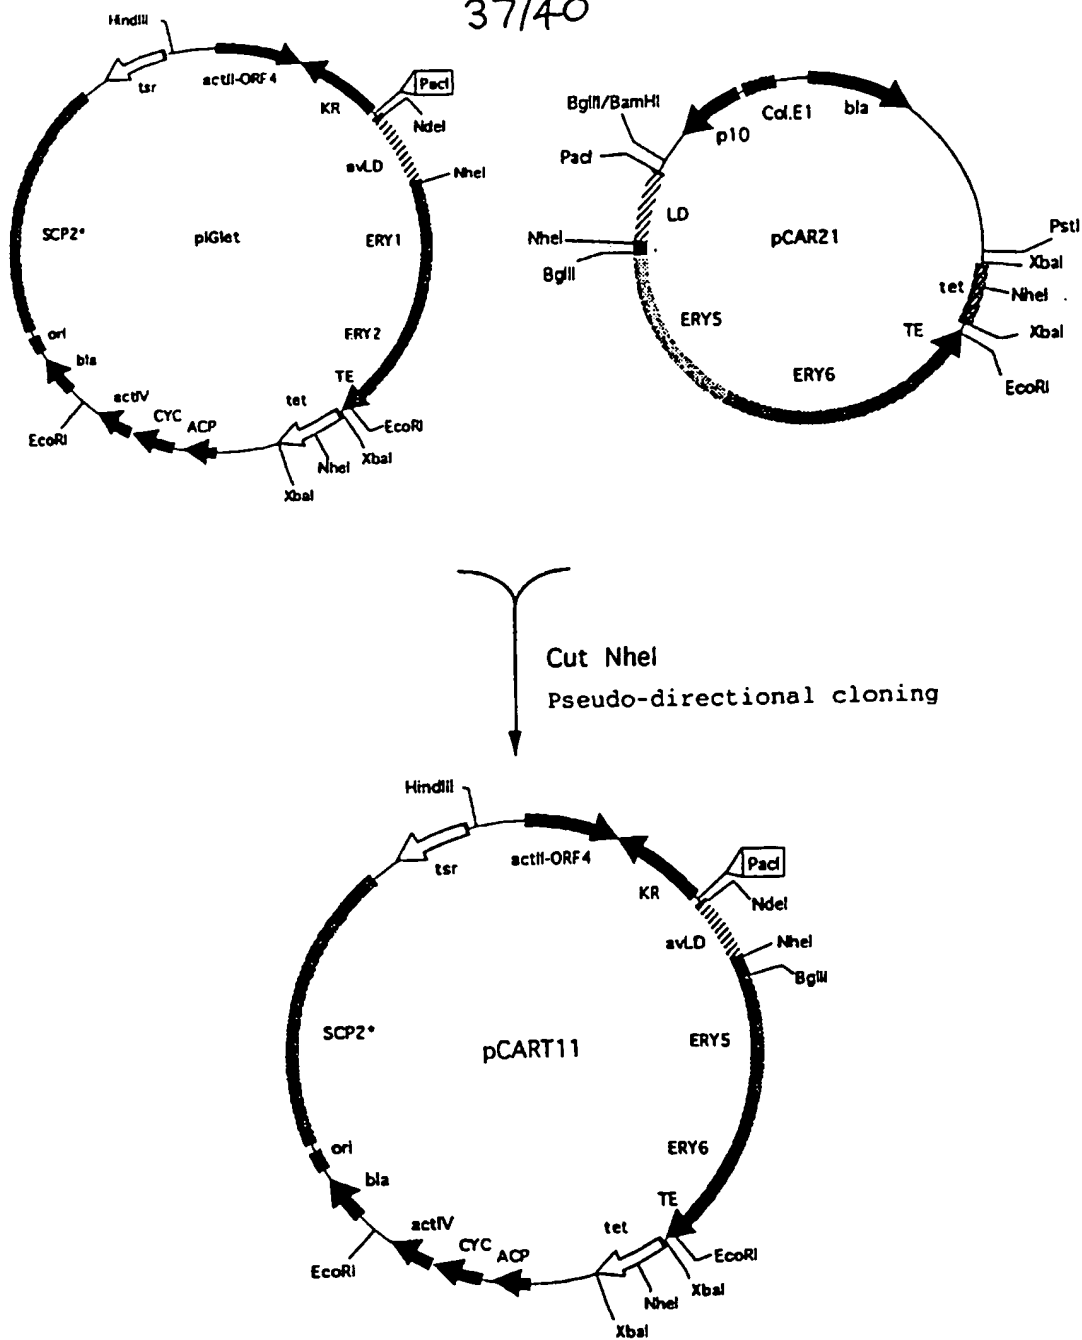 37/40
HindIII
tsr
actII-ORF4
KR
PacI
NdeI
avLD
NheI
SCP2*
pIGlet
ERY1
ERY2
TE
EcoRI
XbaI
NheI
XbaI
tet
ACP
CYC
actIV
EcoRI
bla
ori
BglII/BamHI
p10
Col.E1
bla
PacI
LD
NheI
BglII
pCAR21
PstI
XbaI
tet
NheI
XbaI
TE
EcoRI
ERY5
ERY6
Cut NheI
Pseudo-directional cloning
HindIII
tsr
actII-ORF4
KR
PacI
NdeI
avLD
NheI
BglII
SCP2*
pCART11
ERY5
ERY6
TE
EcoRI
XbaI
NheI
XbaI
tet
ACP
CYC
actIV
EcoRI
bla
ori